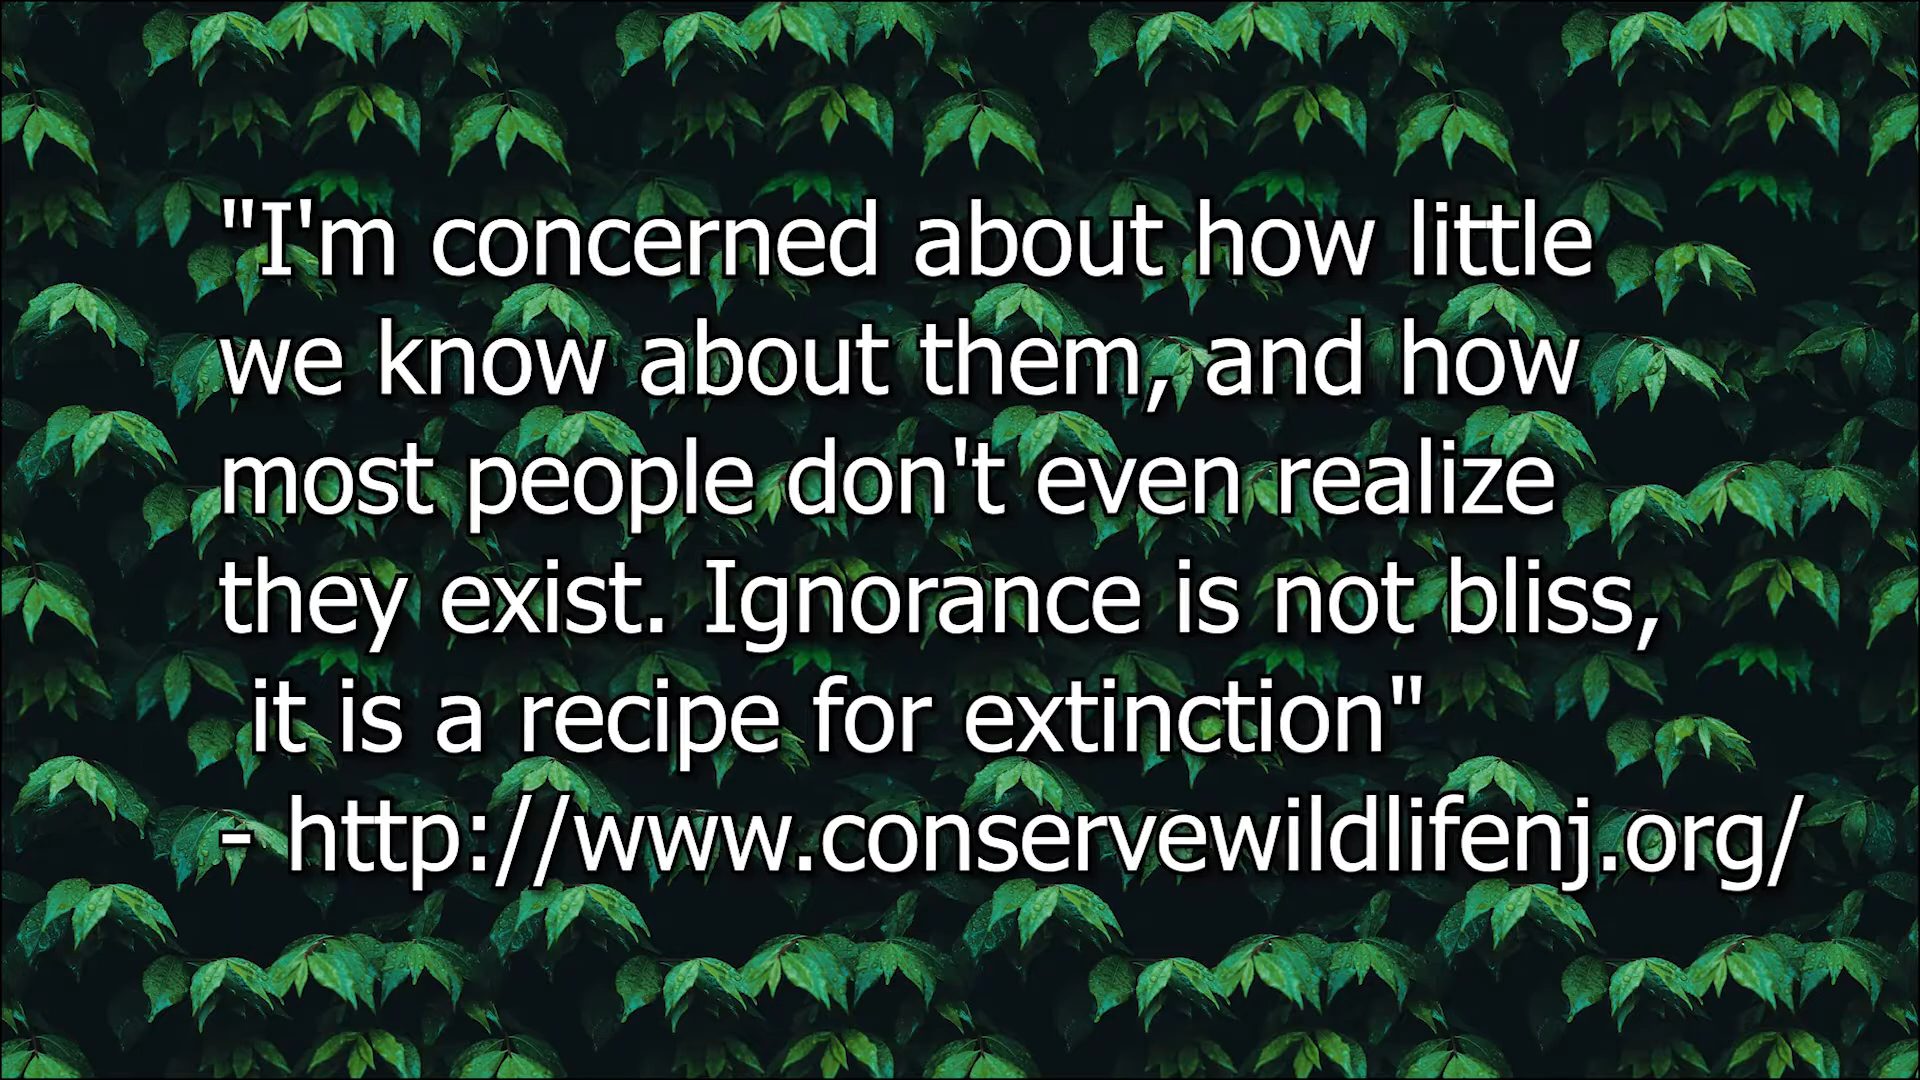 "I'm concerned about how little
we know about them, and how
most people don't even realize
they exist. Ignorance is not bliss,
it is a recipe for extinction"
- http://www.conservewildlifenj.org/